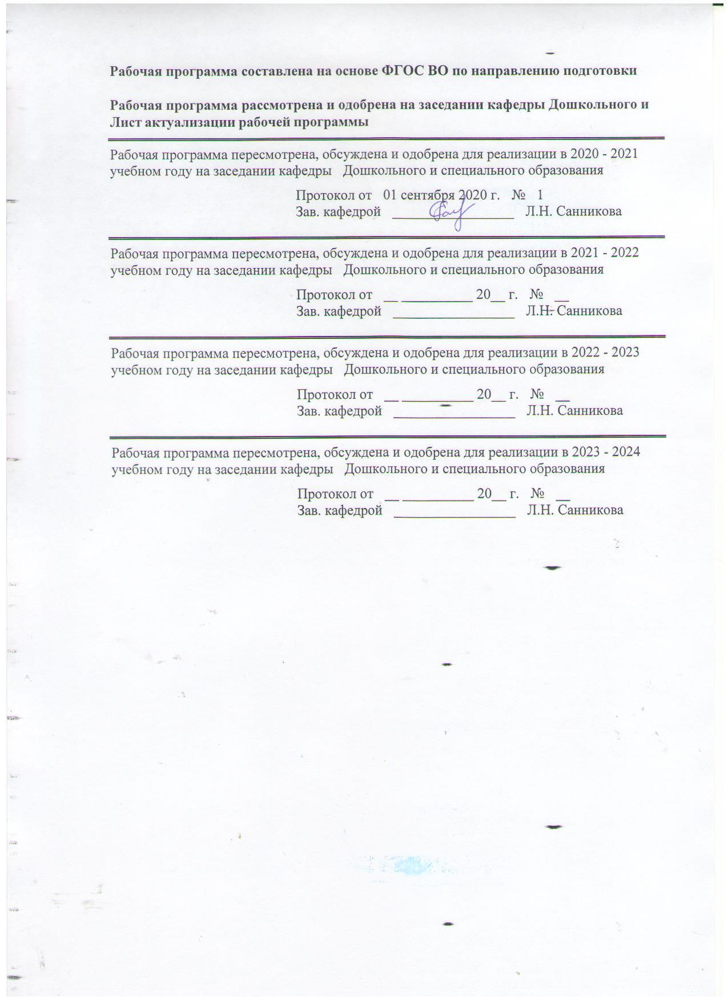 Рабочая программа составлена на основе ФГОС ВО по направлению подготовки
Рабочая программа рассмотрена и одобрена на заседании кафедры Дошкольного и
Лист актуализации рабочей программы
Рабочая программа пересмотрена, обсуждена и одобрена для реализации в 2020 - 2021
учебном году на заседании кафедры Дошкольного и специального образования
Протокол от 01 сентября 2020 г. № 1
Зав. кафедрой ________________ Л.Н. Санникова
Рабочая программа пересмотрена, обсуждена и одобрена для реализации в 2021 - 2022
учебном году на заседании кафедры Дошкольного и специального образования
Протокол от __ __________ 20__ г. № __
Зав. кафедрой ________________ Л.Н. Санникова
Рабочая программа пересмотрена, обсуждена и одобрена для реализации в 2022 - 2023
учебном году на заседании кафедры Дошкольного и специального образования
Протокол от __ __________ 20__ г. № __
Зав. кафедрой ________________ Л.Н. Санникова
Рабочая программа пересмотрена, обсуждена и одобрена для реализации в 2023 - 2024
учебном году на заседании кафедры Дошкольного и специального образования
Протокол от __ __________ 20__ г. № __
Зав. кафедрой ________________ Л.Н. Санникова